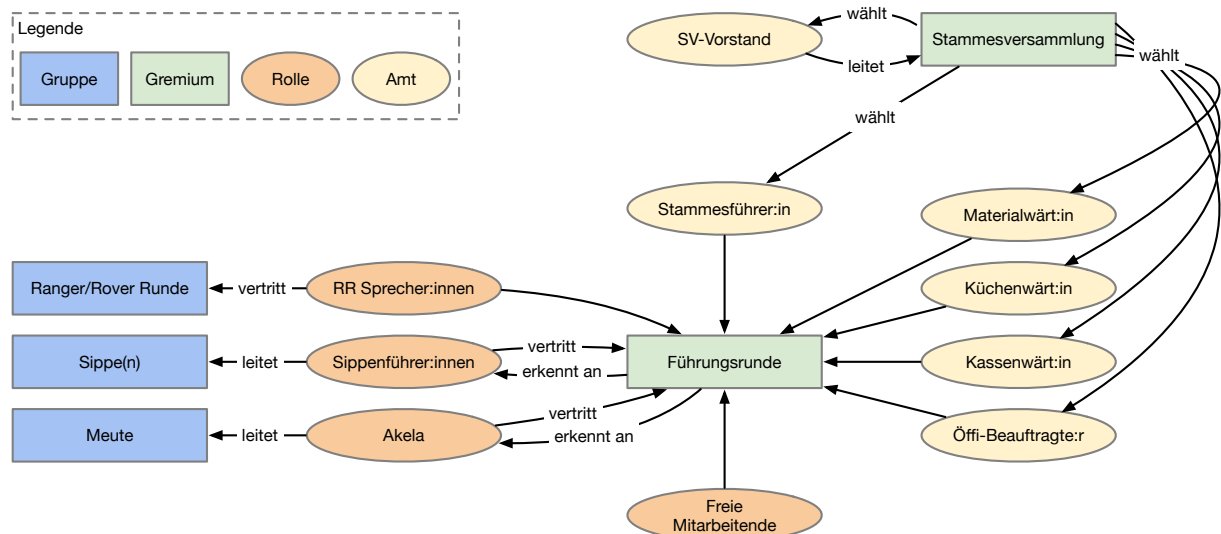 Legende
Gruppe
Gremium
Rolle
Amt
SV-Vorstand
wählt
leitet
Stammesversammlung
wählt
wählt
Stammesführer:in
Materialwärt:in
Ranger/Rover Runde
vertritt
RR Sprecher:innen
Küchenwärt:in
Sippe(n)
leitet
Sippenführer:innen
vertritt
erkennt an
Führungsrunde
Kassenwärt:in
Meute
leitet
Akela
vertritt
erkennt an
Öffi-Beauftragte:r
Freie
Mitarbeitende